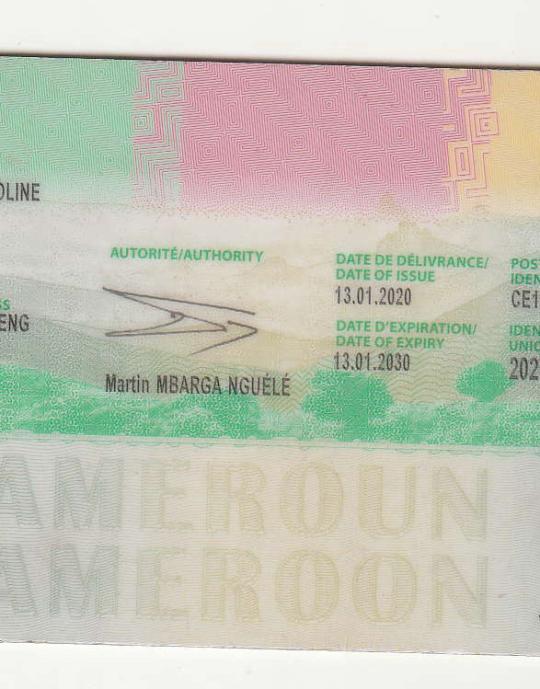 OLINE
AUTORITÉ/AUTHORITY
DATE DE DÉLIVRANCE/
DATE OF ISSUE
13.01.2020
POST
IDEN
CE1
SS
ENG
DATE D'EXPIRATION/
DATE OF EXPIRY
13.01.2030
IDEN
UNIQ
202
Martin MBARGA NGUÉLÉ
AMEROUN
AMEROON